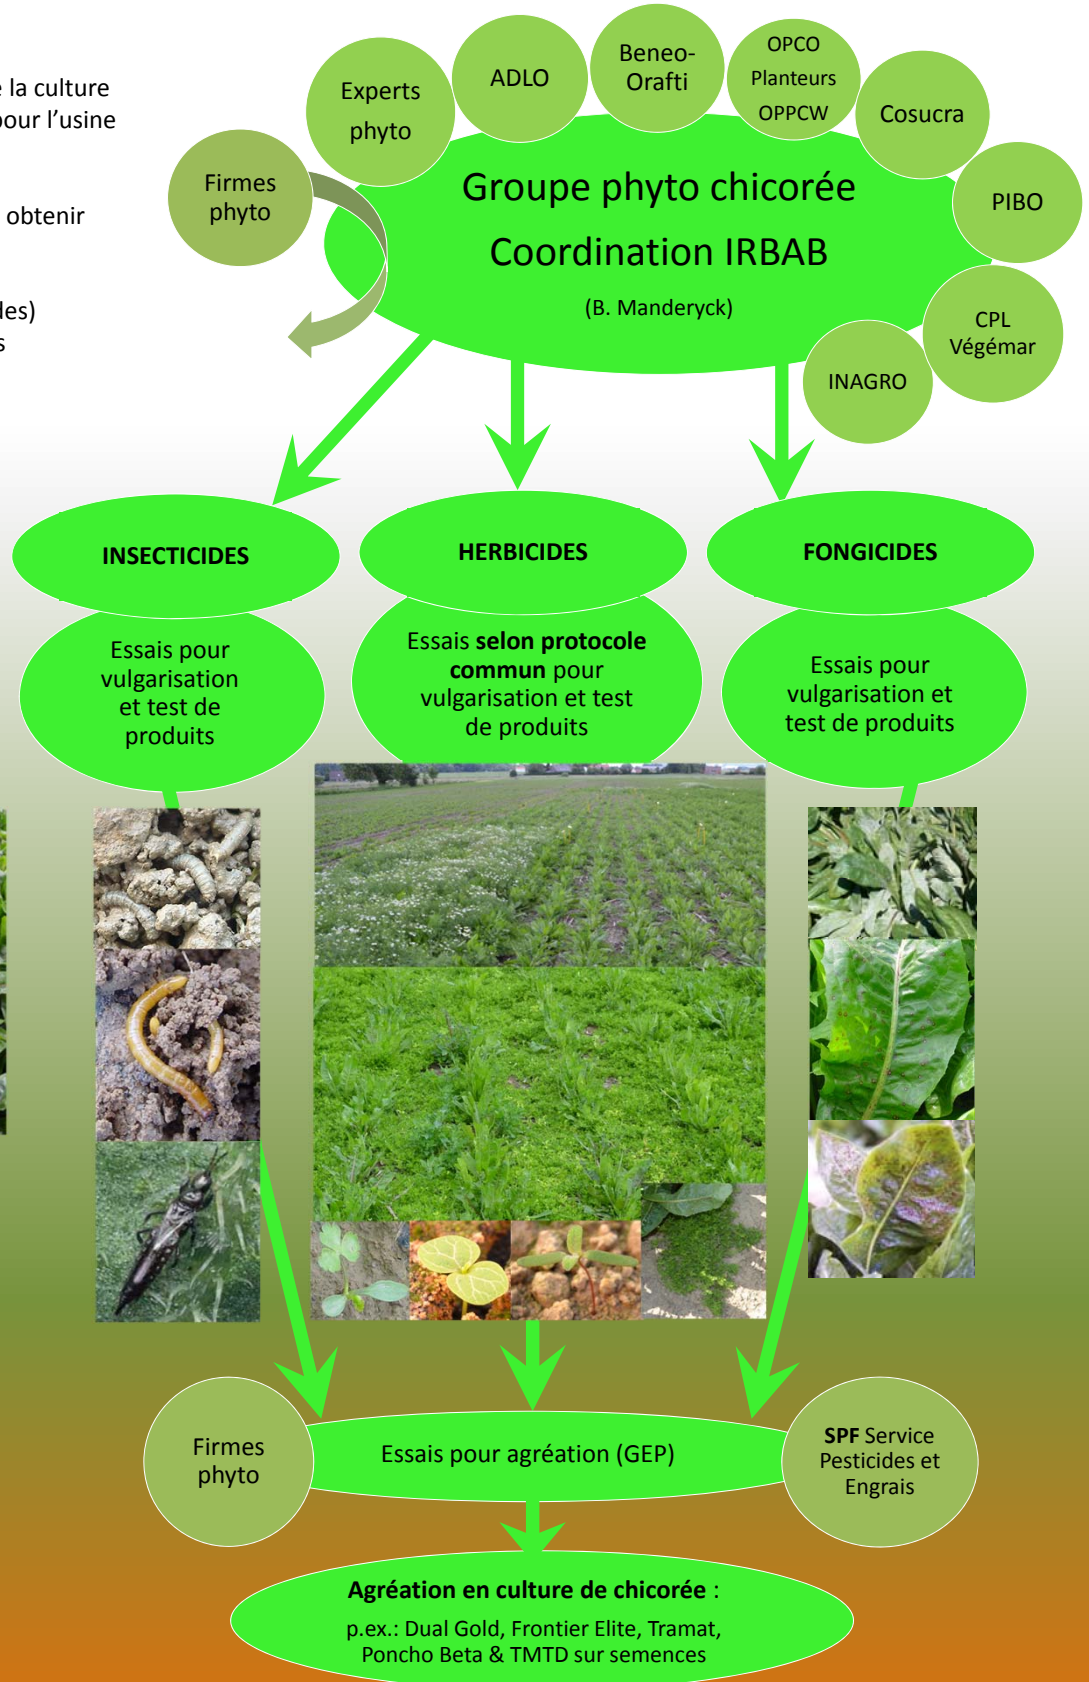 e la culture
pour l'usine
obtenir
des)
s
Firmes
phyto
Experts
phyto
ADLO
Beneo-
Orafti
OPCO
Planteurs
OPPCW
Cosucra
PIBO
CPL
Végémar
INAGRO
Groupe phyto chicorée
Coordination IRBAB
(B. Manderyck)
INSECTICIDES
HERBICIDES
FONGICIDES
Essais pour
vulgarisation
et test de
produits
Essais selon protocole
commun pour
vulgarisation et test
de produits
Essais pour
vulgarisation et
test de produits
Firmes
phyto
Essais pour agréation (GEP)
SPF Service
Pesticides et
Engrais
Agréation en culture de chicorée :
p.ex.: Dual Gold, Frontier Elite, Tramat,
Poncho Beta & TMTD sur semences